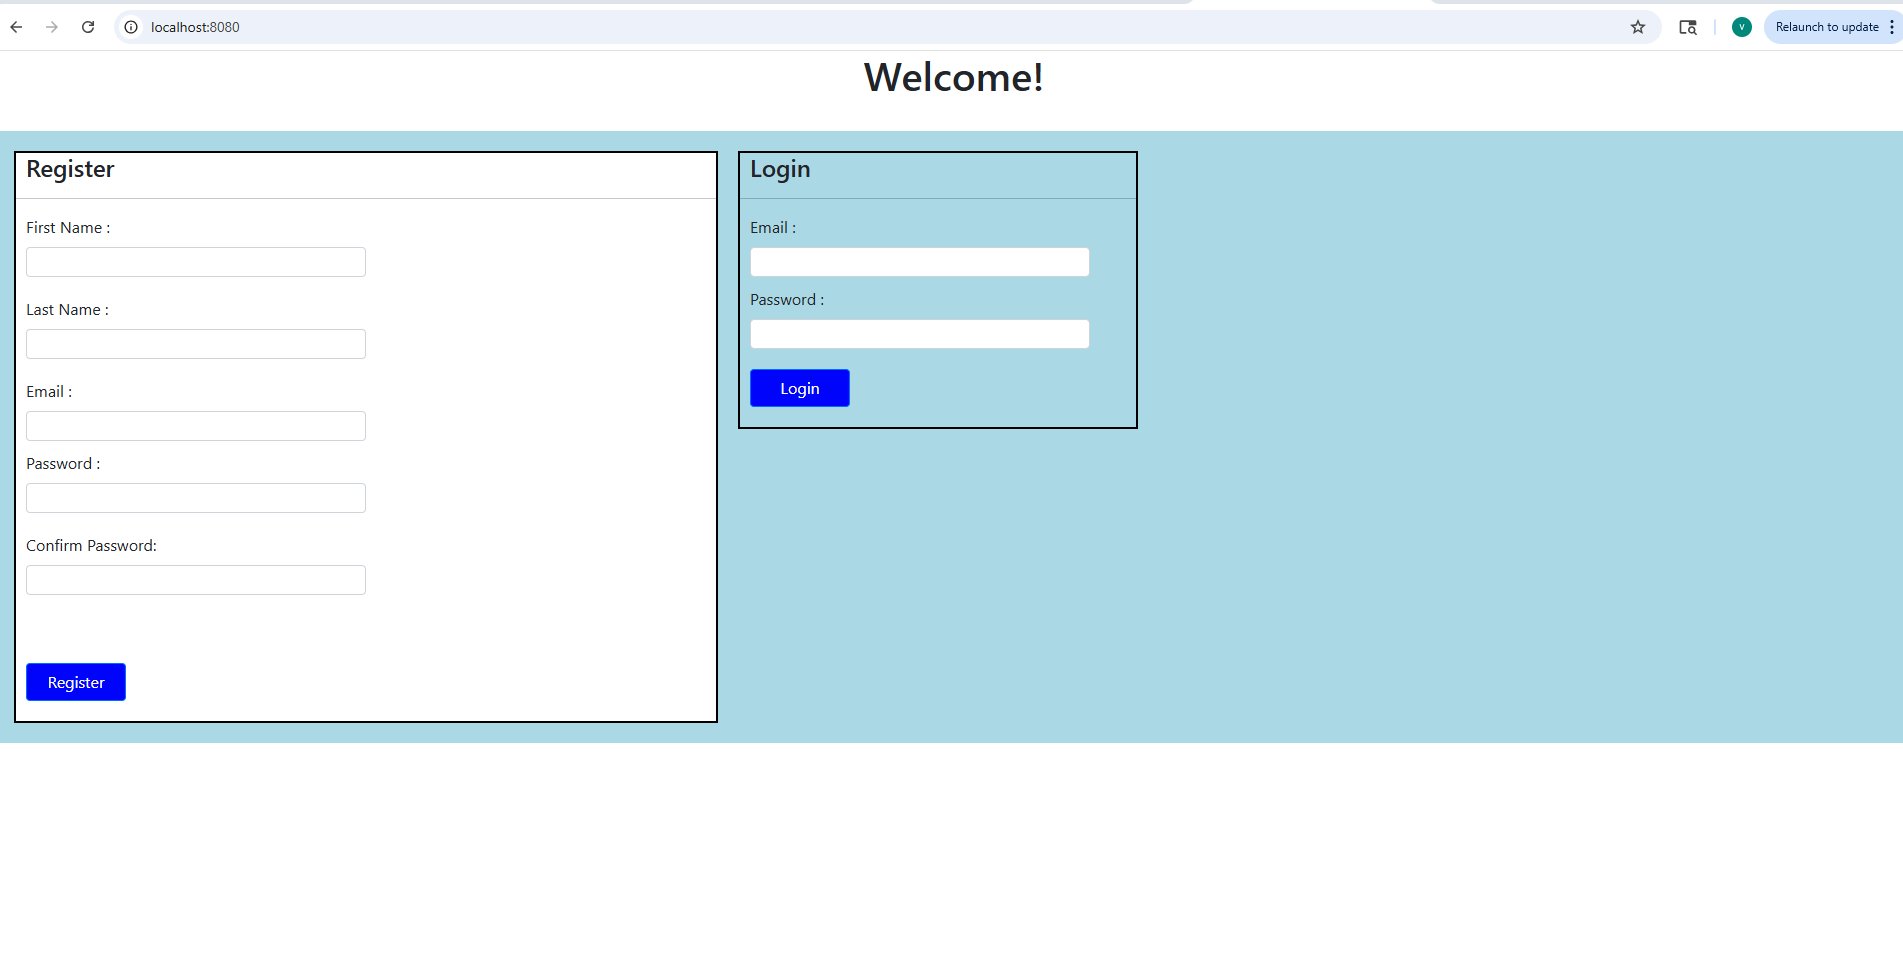 localhost:8080
V
Relaunch to update
Welcome!
Register
First Name :
Last Name :
Email :
Password :
Confirm Password:
Register
Login
Email :
Password :
Login